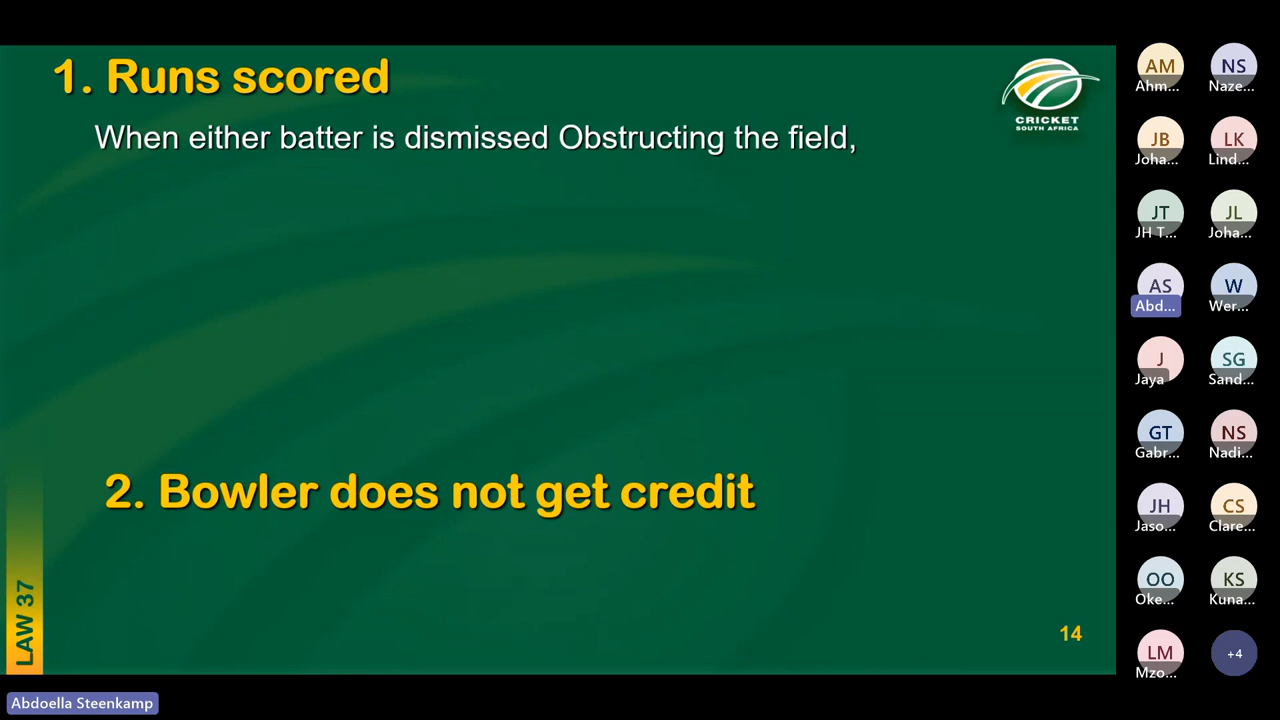 1. Runs scored
When either batter is dismissed Obstructing the field,
CRICKET
SOUTH AFRICA
2. Bowler does not get credit
LAW 37
14
AM
Ahm...
NS
Naze...
JB
Joha...
LK
Lind...
JT
JH T...
JL
Joha...
AS
Abd...
W
Wer...
J
Jaya
SG
Sand...
GT
Gabr...
NS
Nadi...
JH
Jaso...
CS
Clare...
OO
Oke...
KS
Kuna...
LM
Mzo...
+4
Abdoella Steenkamp